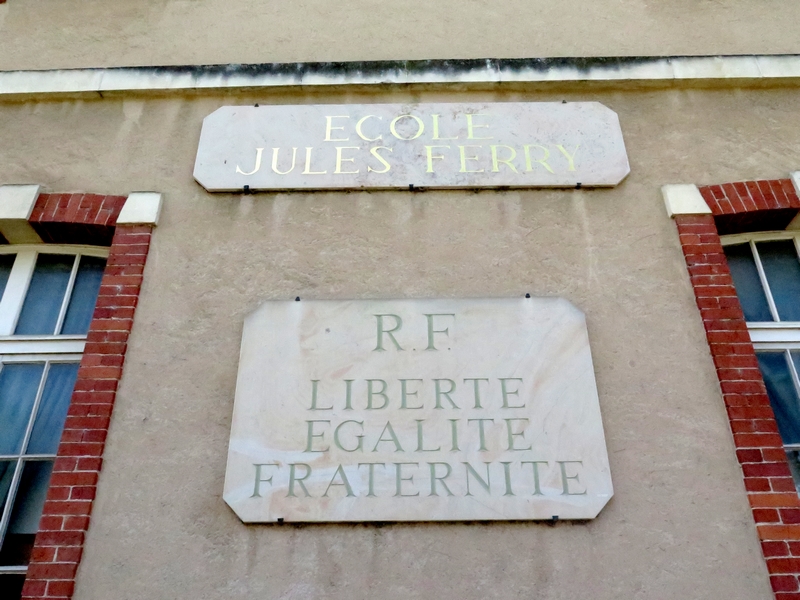 ECOLE
JULES FERRY
R.F.
LIBERTE
EGALITE
FRATERNITE